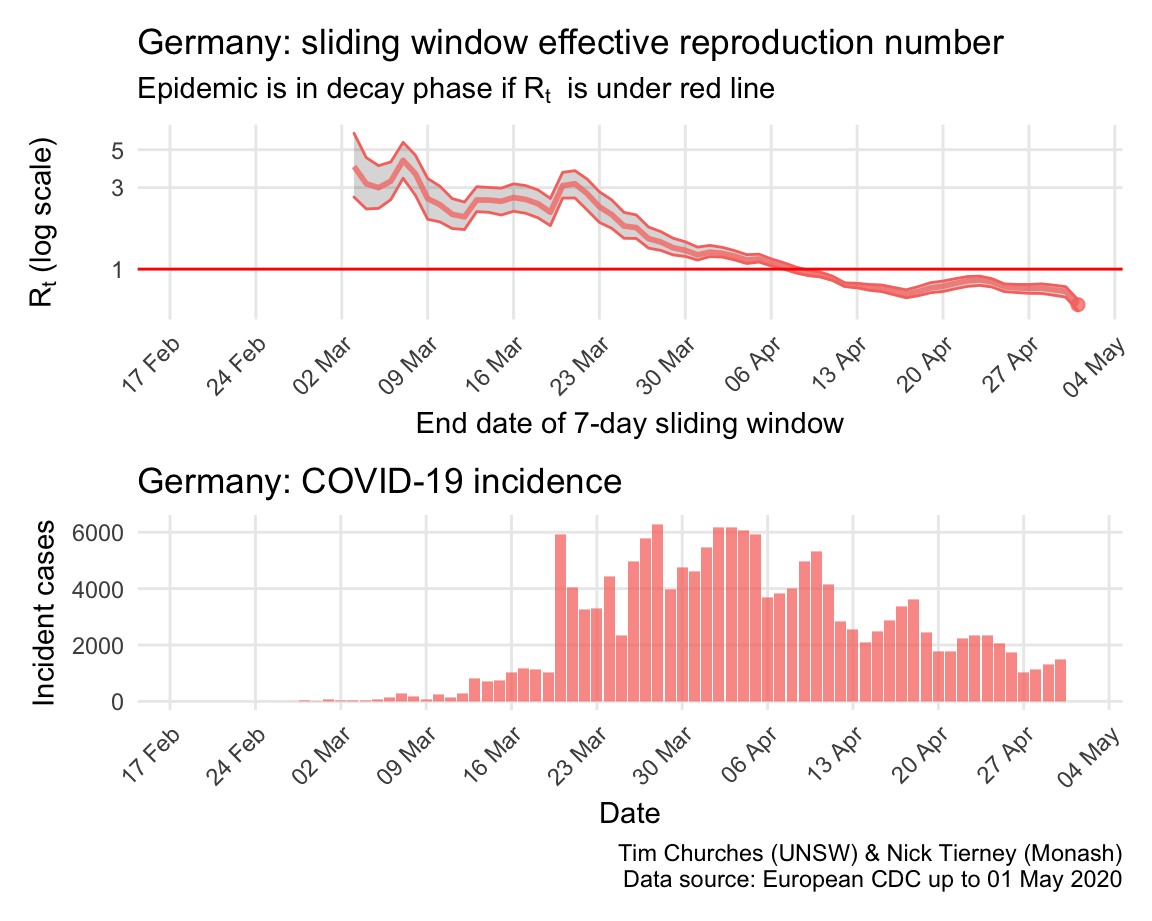 Germany: sliding window effective reproduction number
Epidemic is in decay phase if Rt is under red line
Rt (log scale)
5
3
1
17 Feb
24 Feb
02 Mar
09 Mar
16 Mar
23 Mar
30 Mar
06 Apr
13 Apr
20 Apr
27 Apr
04 May
End date of 7-day sliding window
Germany: COVID-19 incidence
Incident cases
6000
4000
2000
0
17 Feb
24 Feb
02 Mar
09 Mar
16 Mar
23 Mar
30 Mar
06 Apr
13 Apr
20 Apr
27 Apr
04 May
Date
Tim Churches (UNSW) & Nick Tierney (Monash)
Data source: European CDC up to 01 May 2020